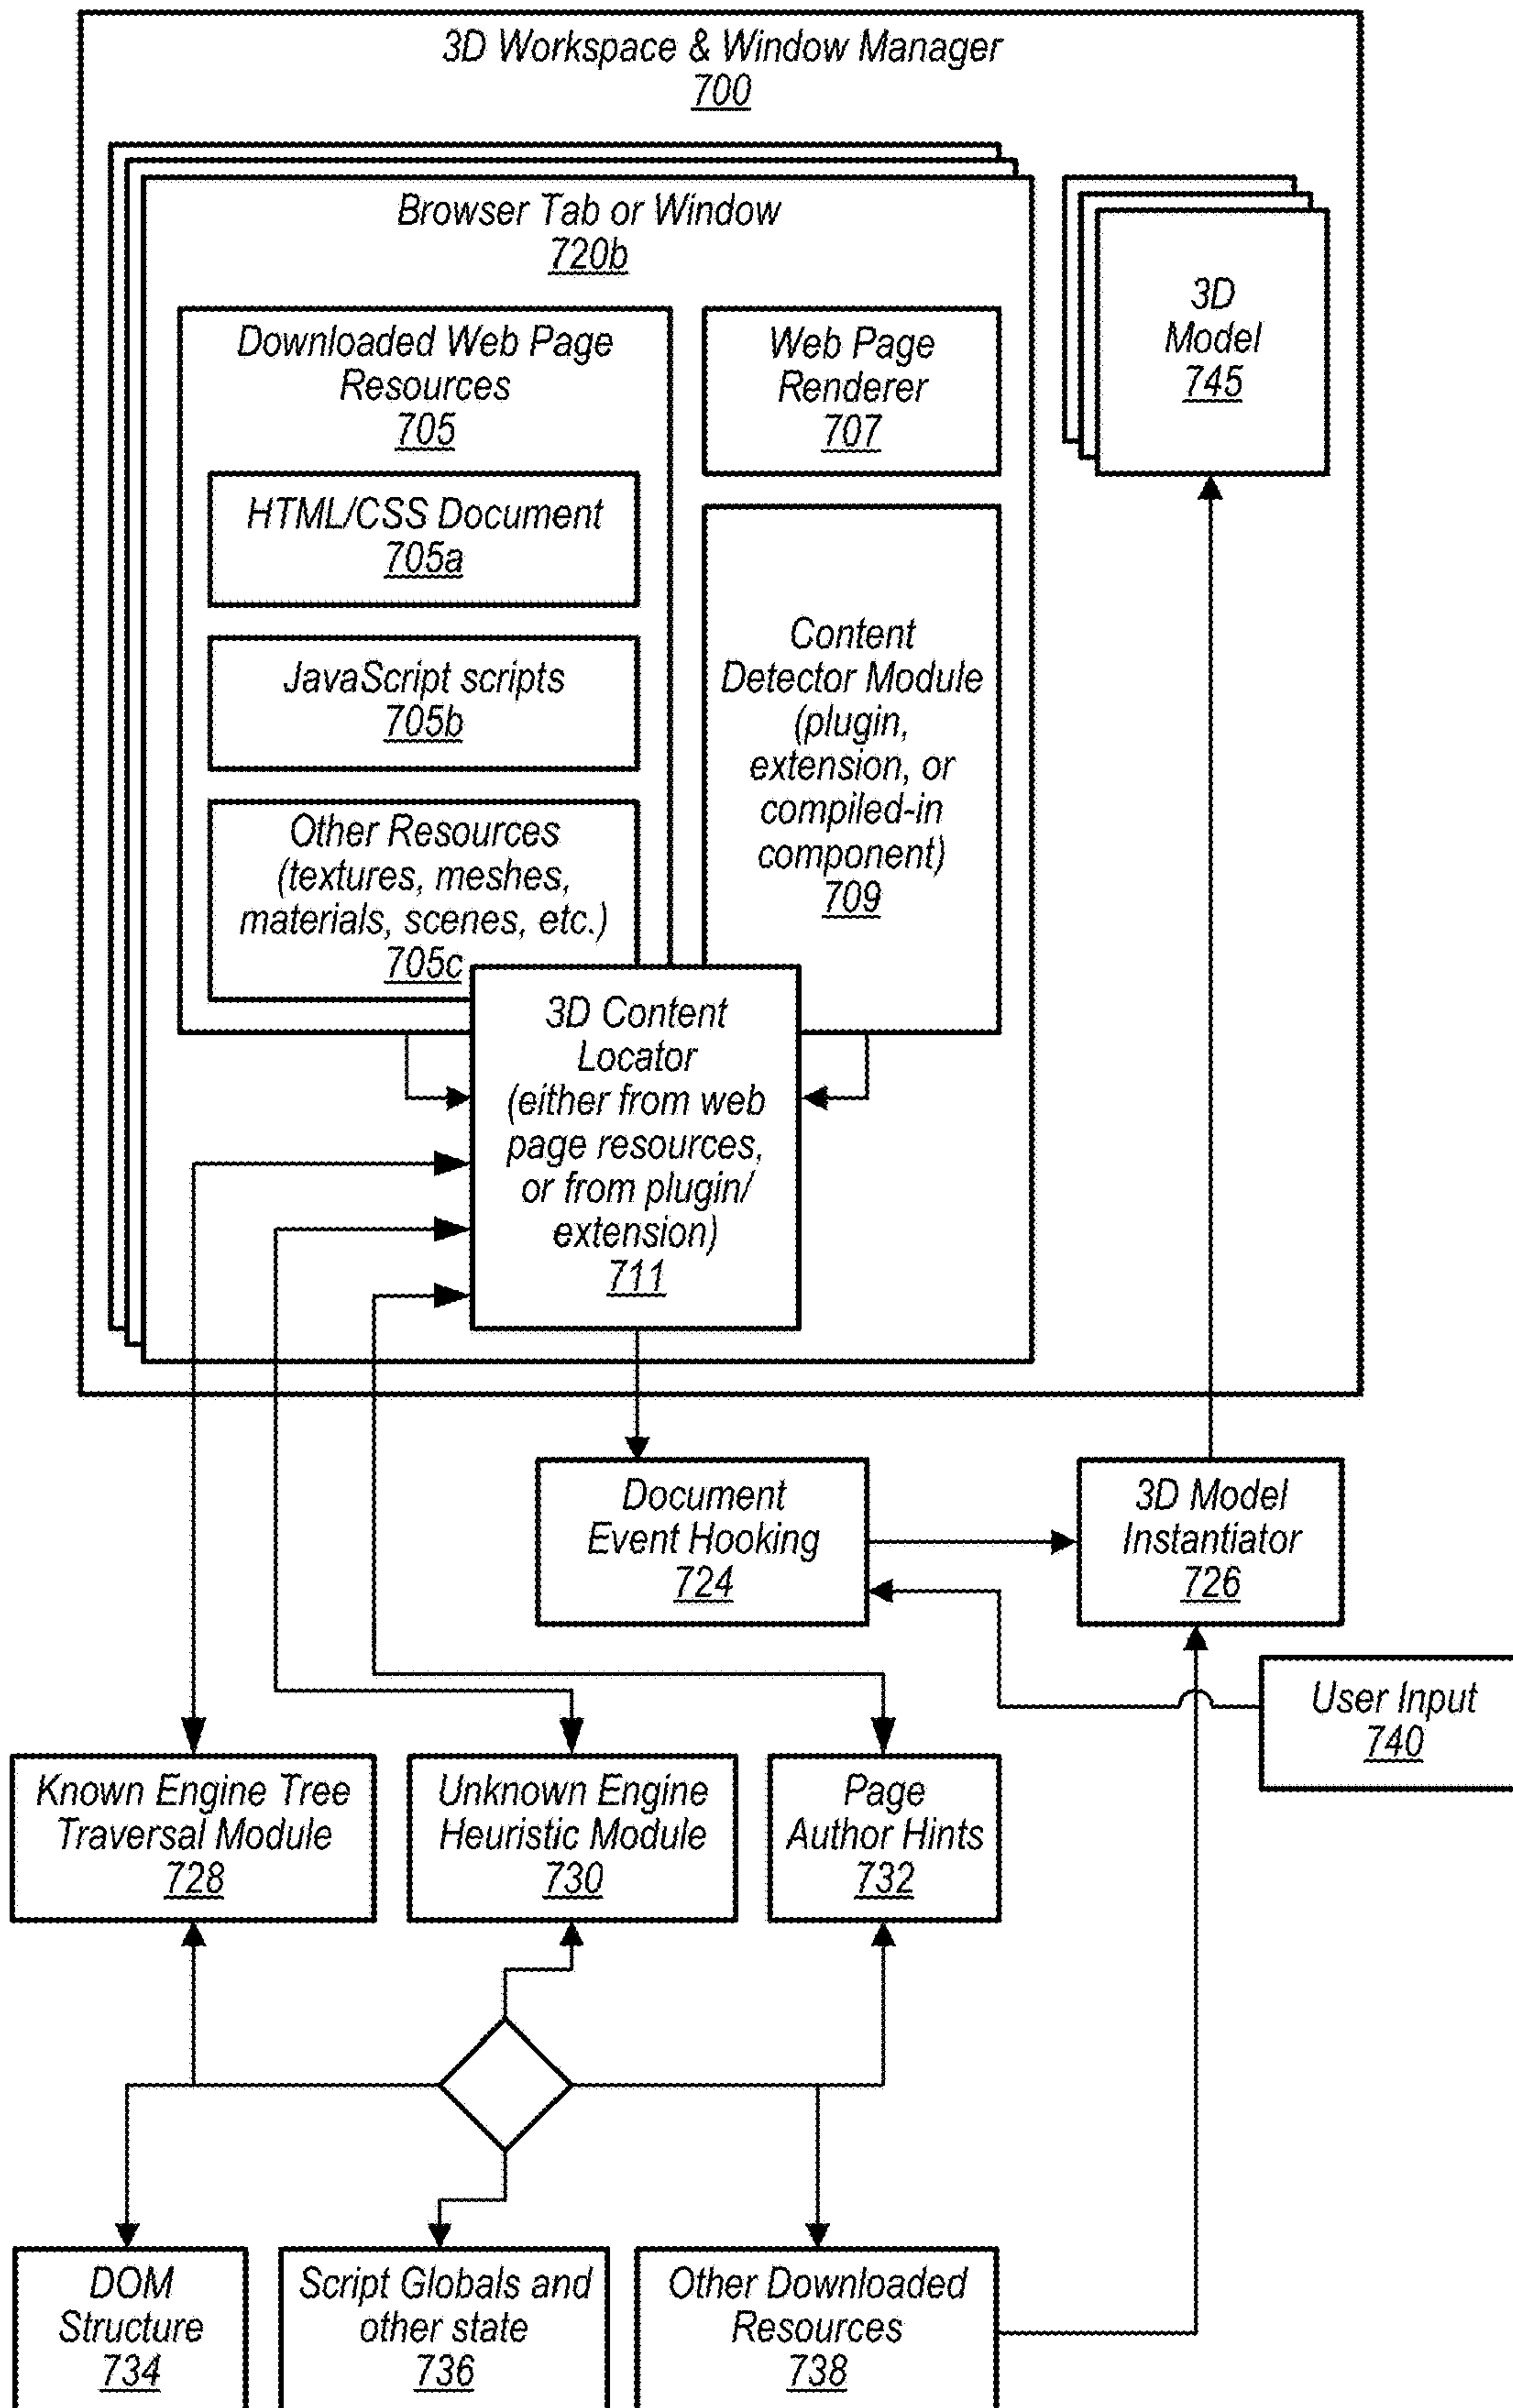 3D Workspace & Window Manager
700
Browser Tab or Window
720b
Downloaded Web Page
Resources
705
HTML/CSS Document
705a
JavaScript scripts
705b
Other Resources
(textures, meshes,
materials, scenes, etc.)
705c
Web Page
Renderer
707
Content
Detector Module
(plugin,
extension, or
compiled-in
component)
709
3D Content
Locator
(either from web
page resources,
or from plugin/
extension)
711
3D
Model
745
Document
Event Hooking
724
3D Model
Instantiator
726
User Input
740
Known Engine Tree
Traversal Module
728
Unknown Engine
Heuristic Module
730
Page
Author Hints
732
DOM
Structure
734
Script Globals and
other state
736
Other Downloaded
Resources
738